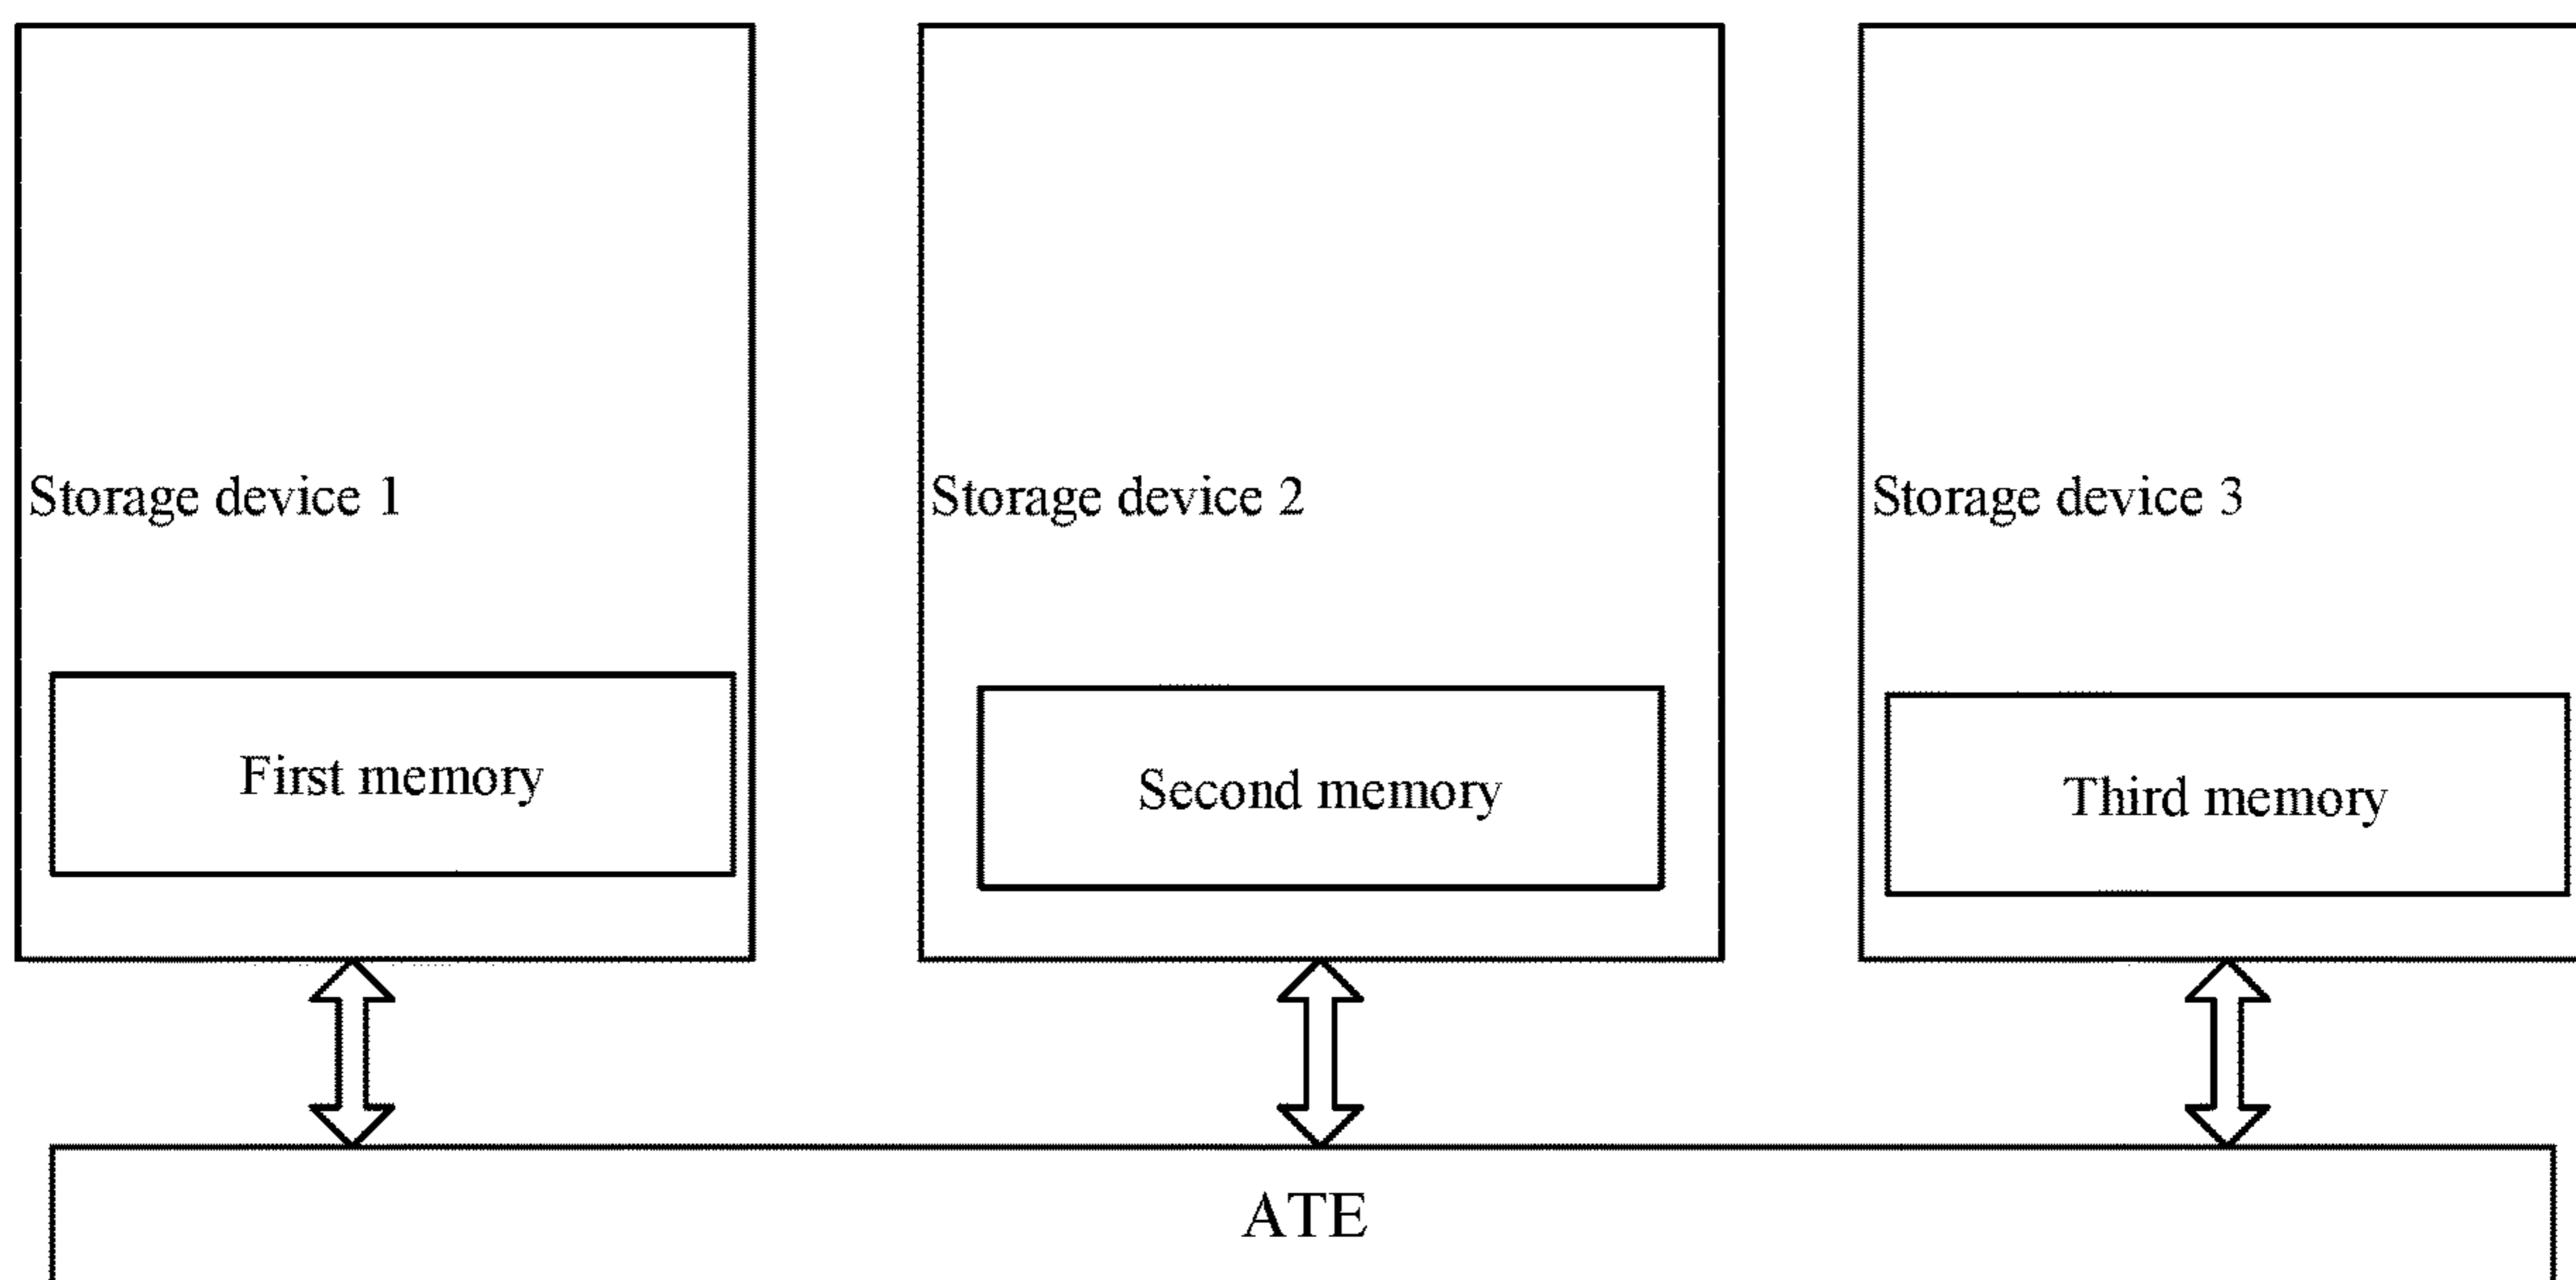 Storage device 1
Storage device 2
Storage device 3
First memory
Second memory
Third memory
ATE